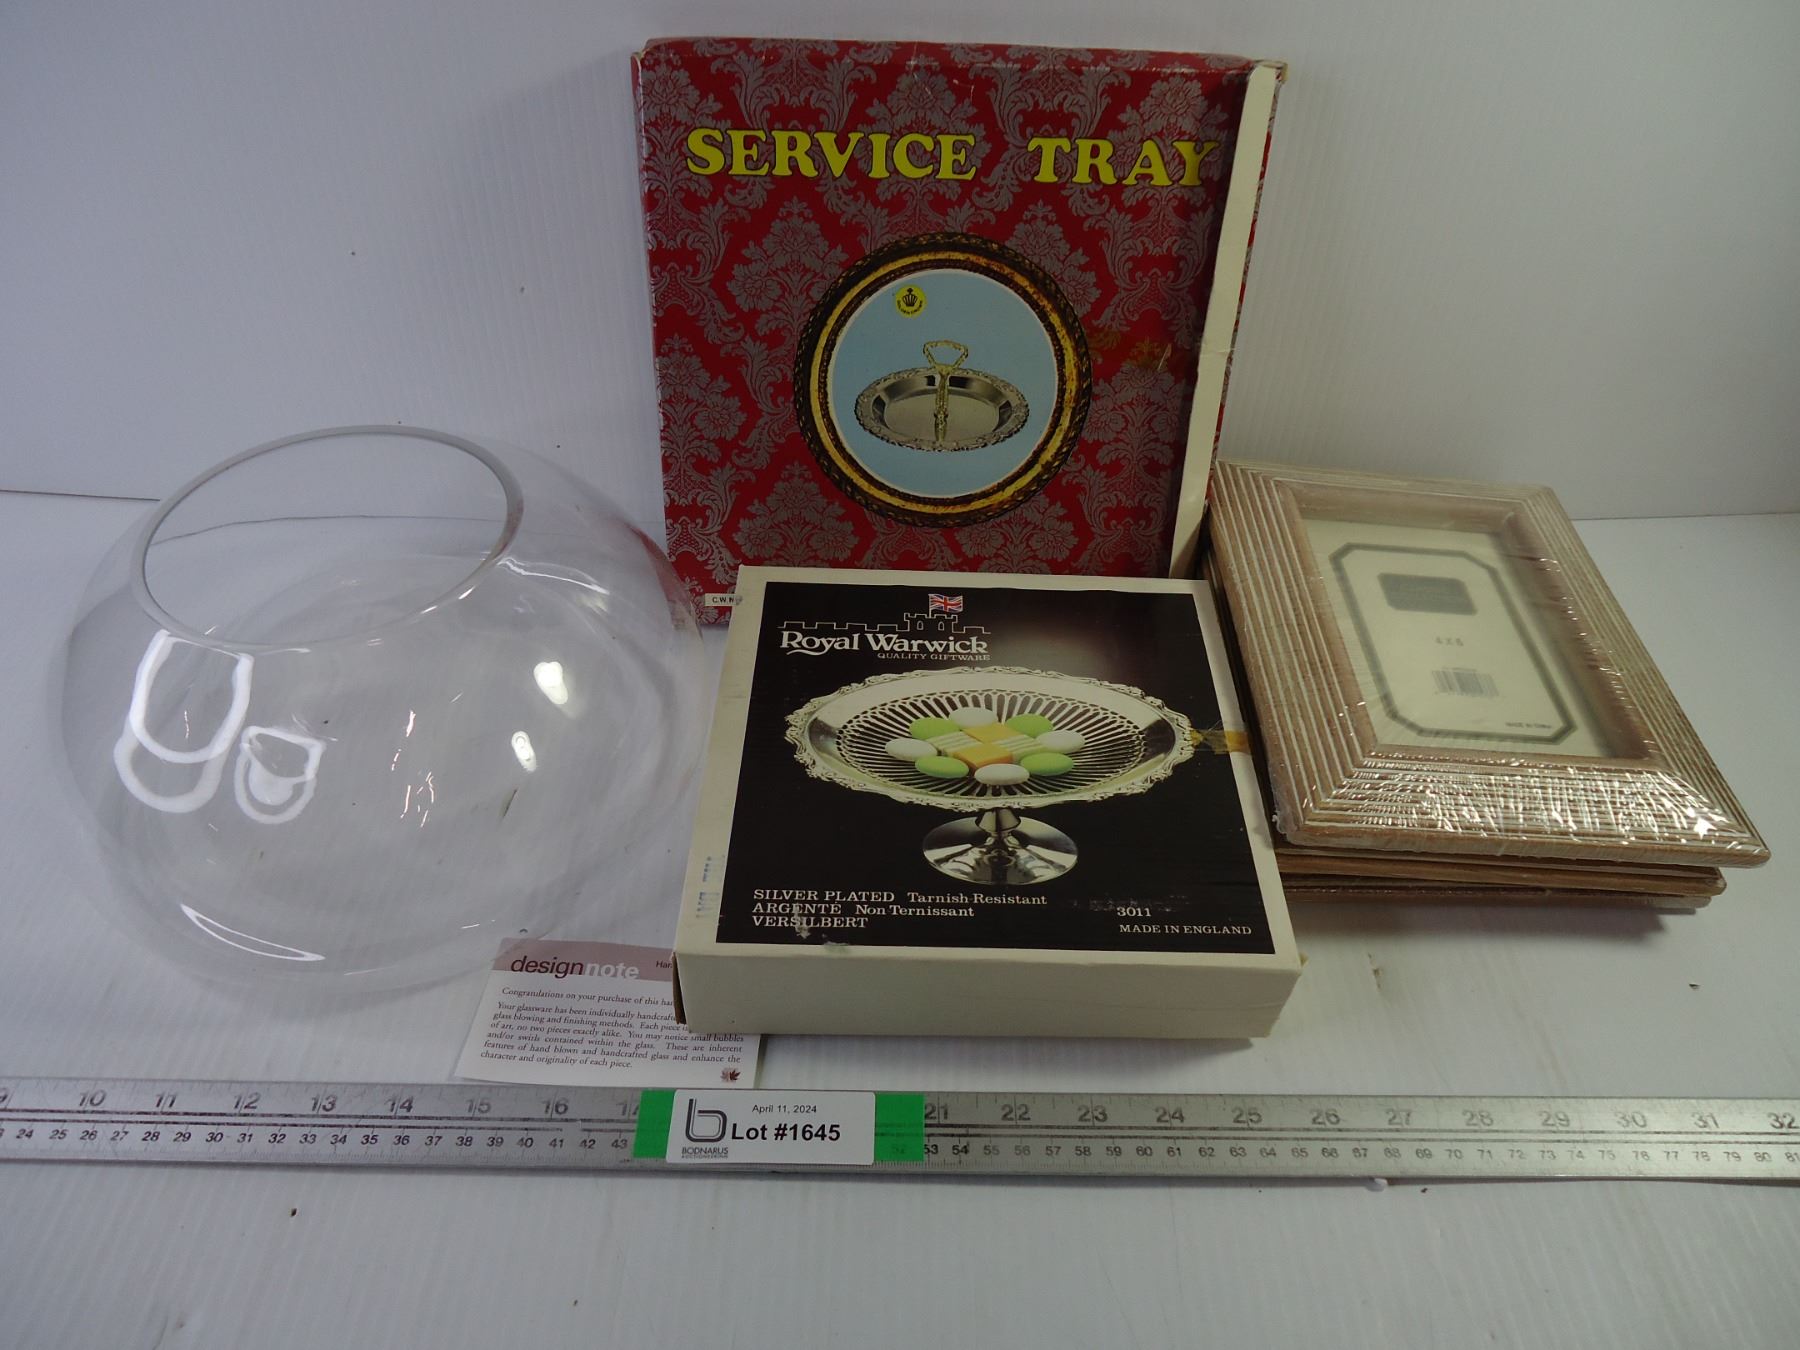 SERVICE TRAY
C.W.N
Royal Warwick
QUALITY GIFTWARE
SILVER PLATED Tarnish Resistant
ARGENTÉ Non Ternissant
VERSILBERT
3011
MADE IN ENGLAND
4 X 6
MADE IN CHINA
designnote
Congratulations on your purchase of this
Your glassware has been individually
glass blowing and finishing methods. Each piece
of art, no two pieces exactly alike. You may notice small bubbles
and/or swirls contained within the glass. These are inherent
features of hand blown and handcrafted glass and enhance the
character and originality of each piece.
10 11 12 13 14 15 16 21 22 23 24 25 26 27 28 29 30 31 32
24 25 26 27 28 29 30 31 32 33 34 35 36 37 38 39 40 41 42 43 52 53 54 55 56 57 58 59 60 61 62 63 64 65 66 67 68 69 70 71 72 73 74 75 76 77 78 79 80 81
April 11, 2024
Lot #1645
BODNARUS
AUCTIONEERING